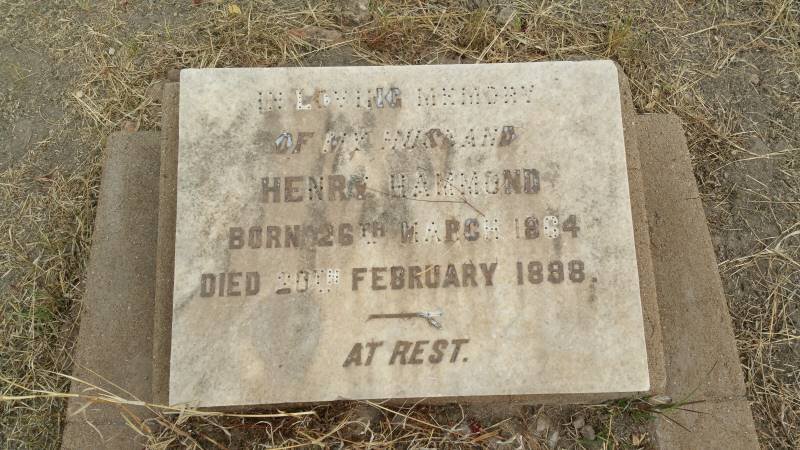 IN LOVING MEMORY
OF MY HUSBAND
HENRY HAMMOND
BORN 26TH MARCH 1864
DIED 20TH FEBRUARY 1898.
AT REST.